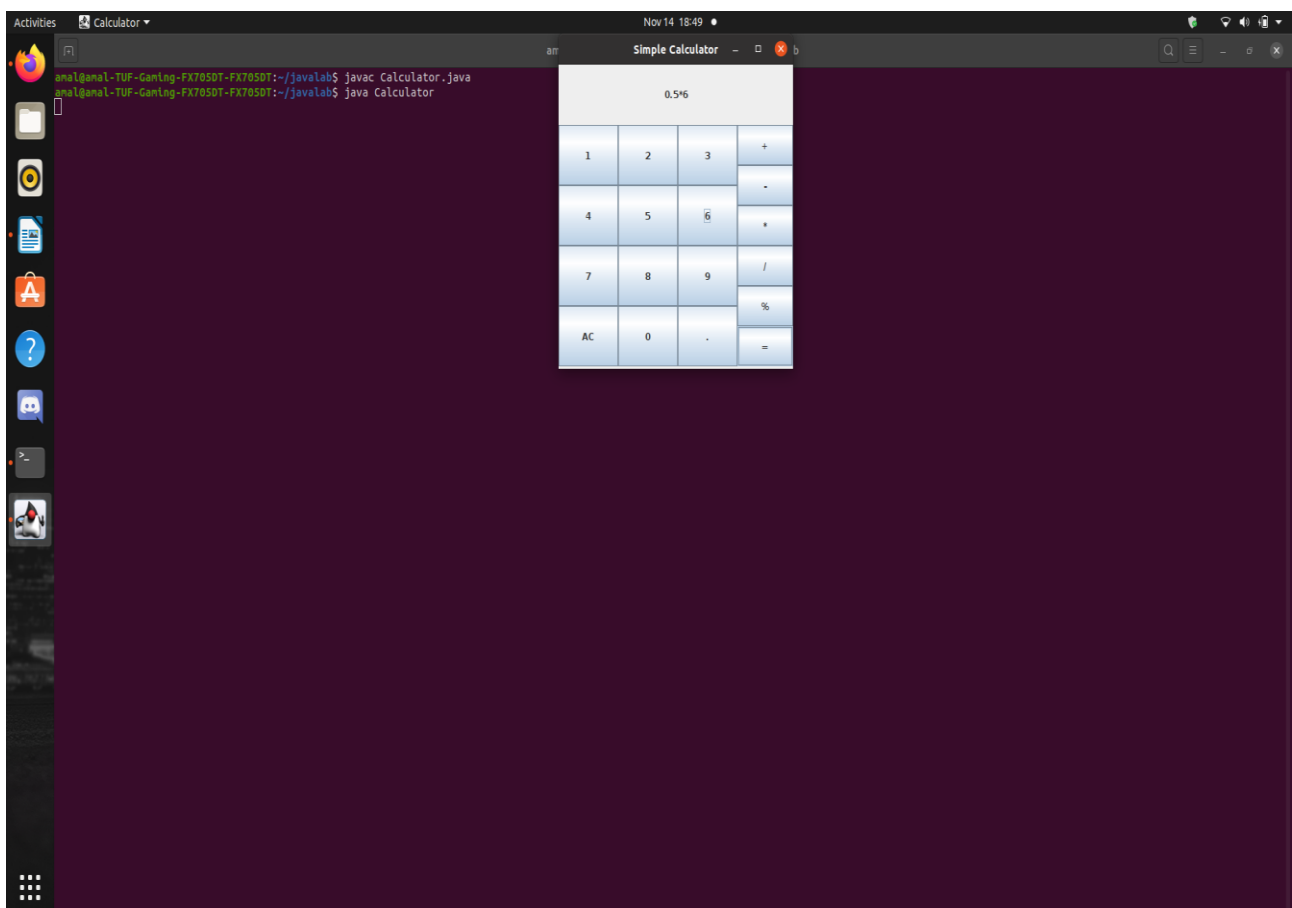 Activities Calculator Nov 14 18:49
am Simple Calculator b
amal@amal-TUF-Gaming-FX705DT-FX705DT:~/javalab$ javac Calculator.java
amal@amal-TUF-Gaming-FX705DT-FX705DT:~/javalab$ java Calculator
0.5*6
1 2 3 +
-
4 5 6 *
7 8 9 /
%
AC 0 . =